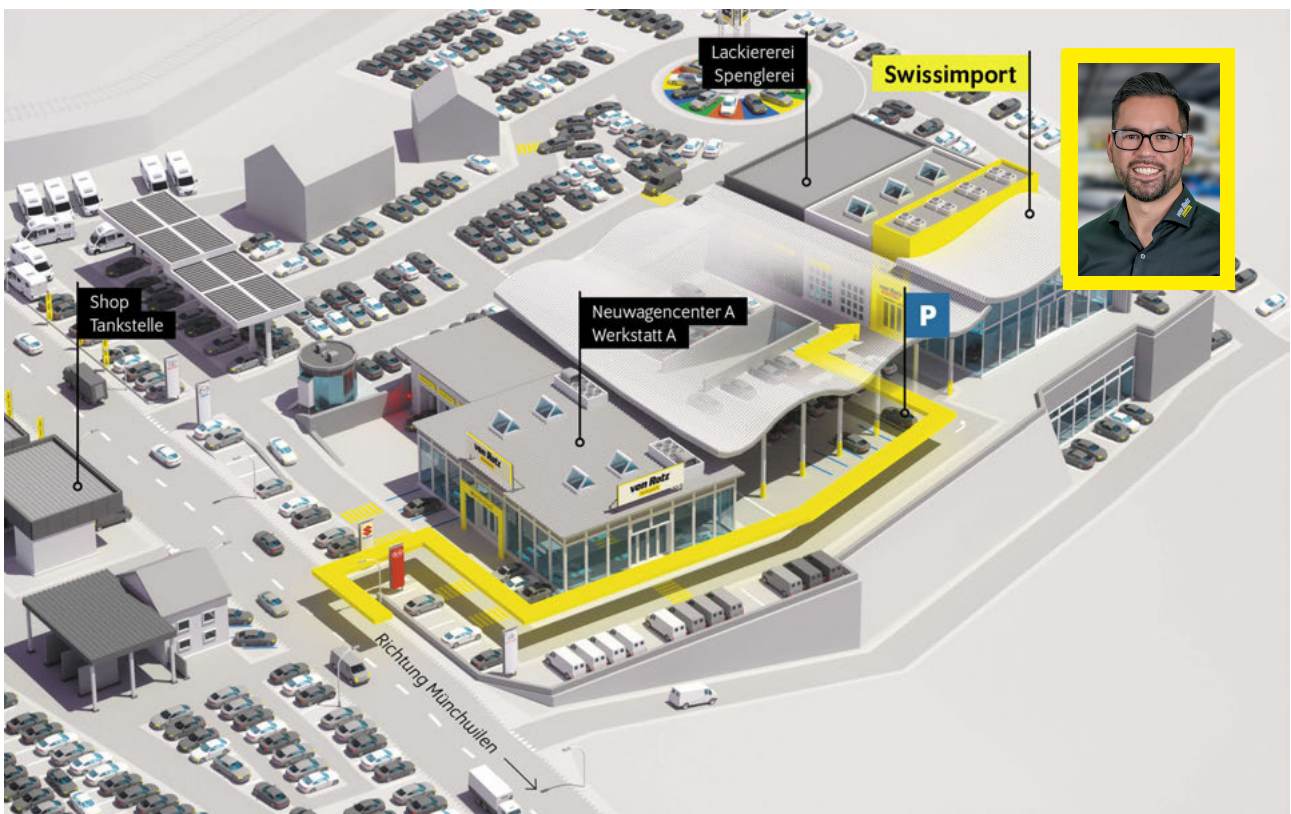 Lackiererei
Spenglerei
Swissimport
von Rotz
Shop
Tankstelle
Neuwagencenter A
Werkstatt A
P
von Rotz
Richtung Münchwilen